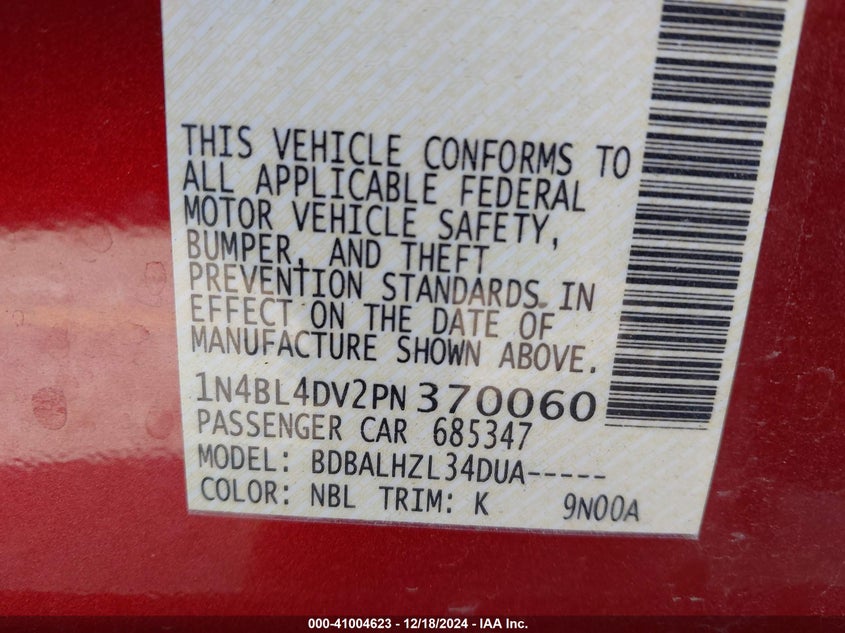 THIS VEHICLE CONFORMS TO
ALL APPLICABLE FEDERAL
MOTOR VEHICLE SAFETY,
BUMPER, AND THEFT
PREVENTION STANDARDS IN
EFFECT ON THE DATE OF
MANUFACTURE SHOWN ABOVE.
1N4BL4DV2PN370060
PASSENGER CAR 685347
MODEL: BDBALHZL34DUA-----
COLOR: NBL TRIM: K 9N00A
000-41004623 - 12/18/2024 - IAA Inc.